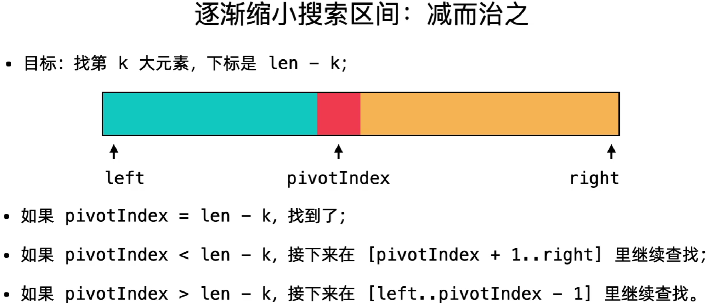 逐渐缩小搜索区间：减而治之
• 目标：找第 k 大元素，下标是 len - k；
left pivotIndex right
• 如果 pivotIndex = len - k，找到了；
• 如果 pivotIndex < len - k，接下来在 [pivotIndex + 1..right] 里继续查找；
• 如果 pivotIndex > len - k，接下来在 [left..pivotIndex - 1] 里继续查找。